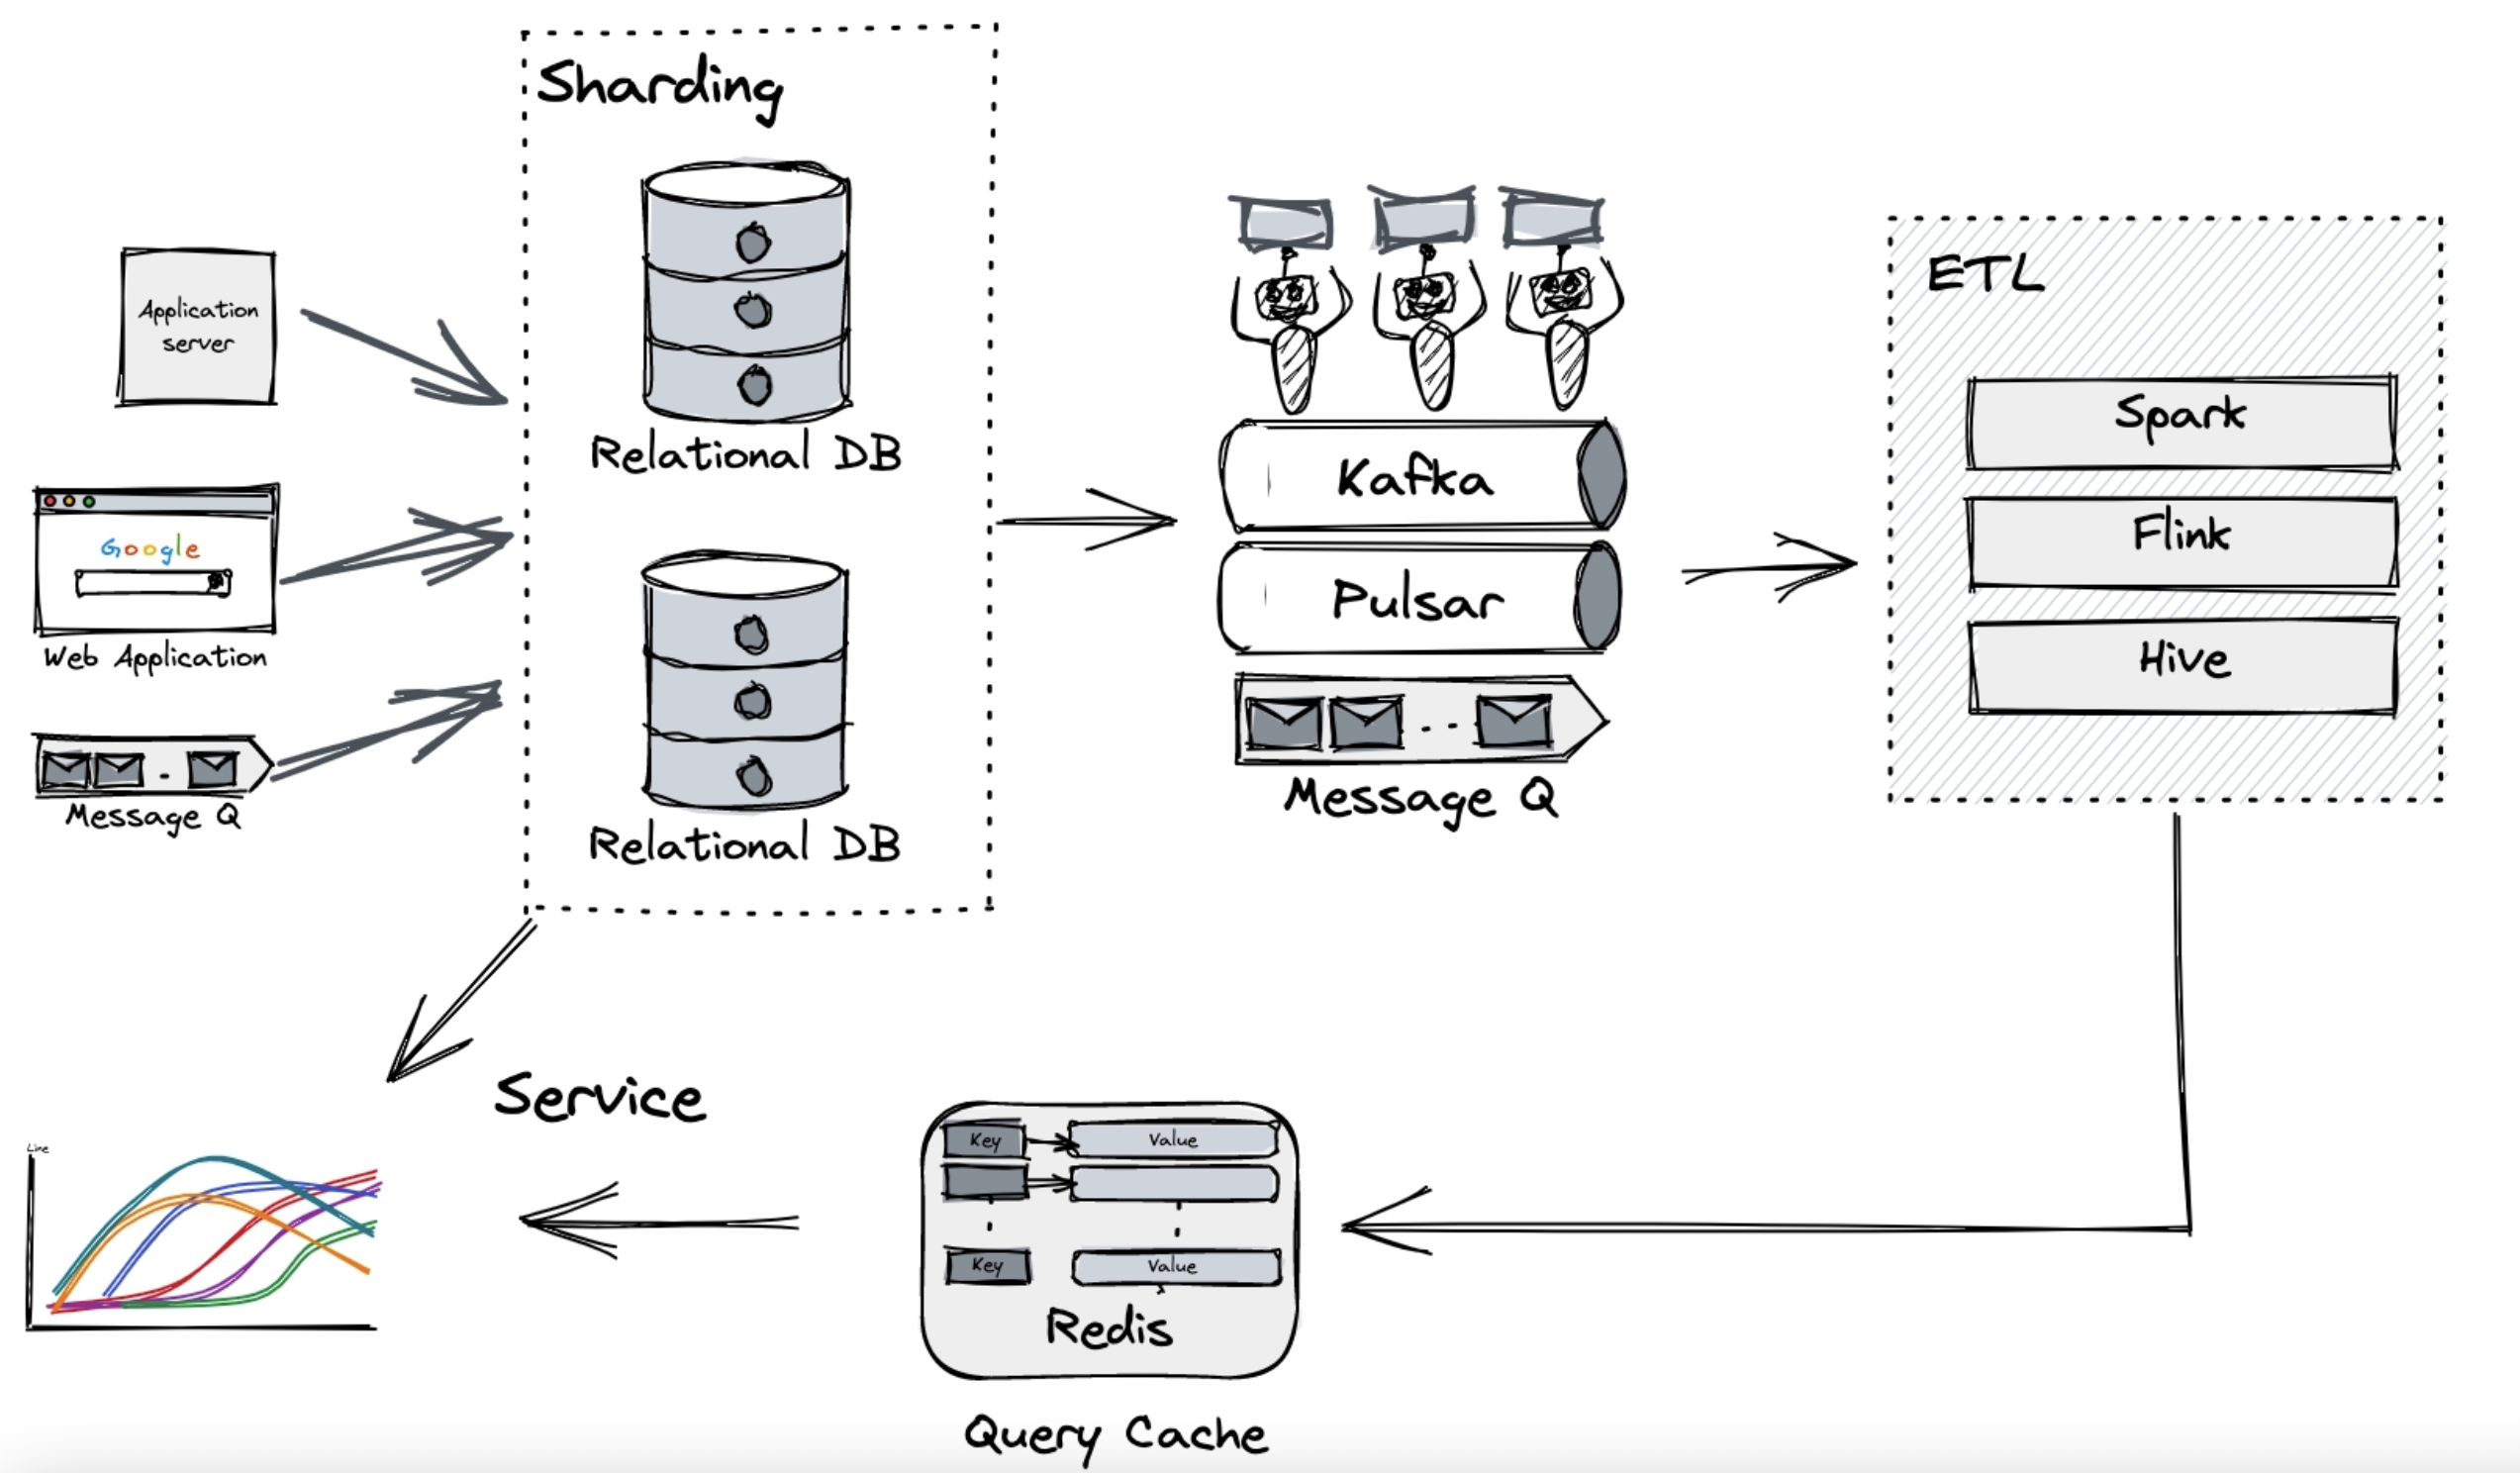 Sharding
Relational DB
Relational DB
Application
server
Google
Web Application
Message Q
Kafka
Pulsar
Message Q
ETL
Spark
Flink
Hive
Service
Line
Key
Value
Key
Value
Redis
Query Cache